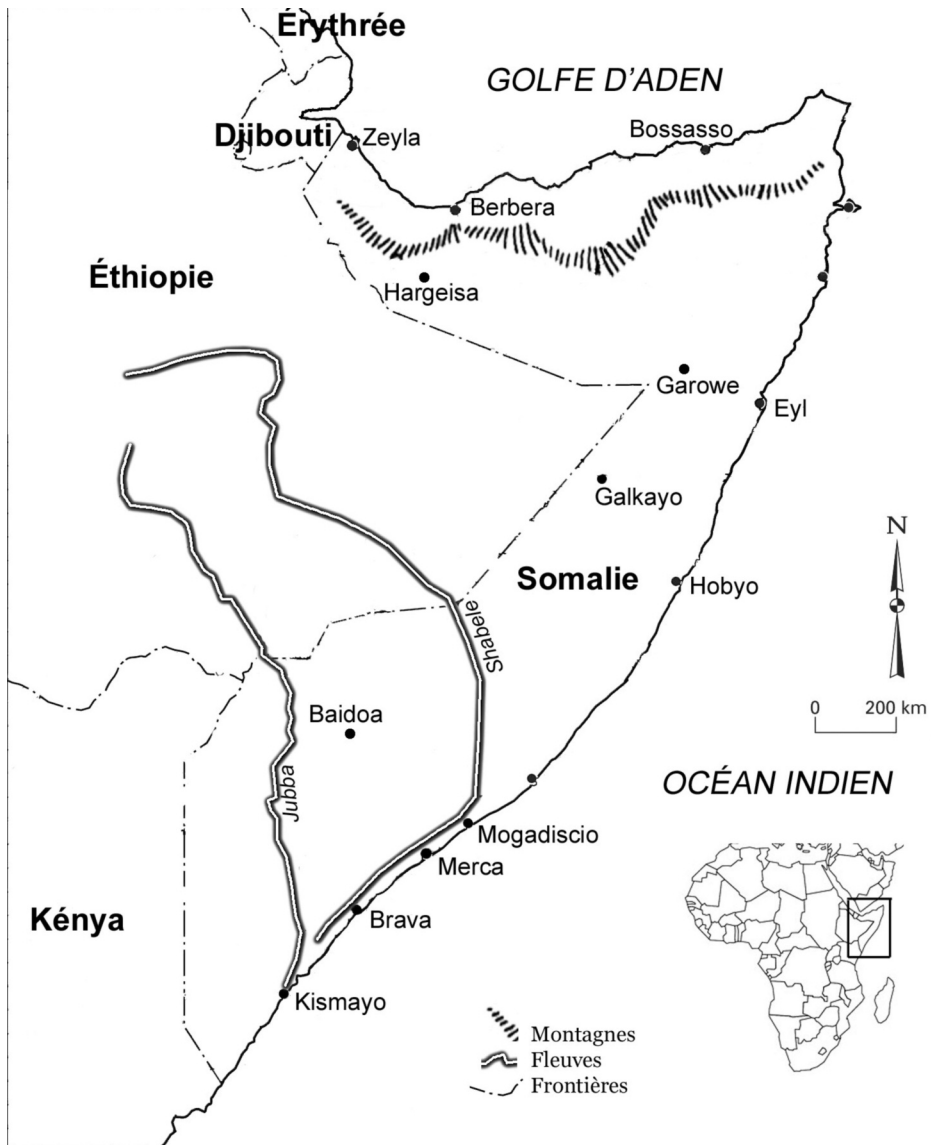 Érythrée
GOLFE D'ADEN
Djibouti
Zeyla
Bossasso
Berbera
Éthiopie
Hargeisa
Garowe
Eyl
Galkayo
N
Somalie
Hobyo
Shabele
0 200 km
Baidoa
Jubba
OCÉAN INDIEN
Mogadiscio
Merca
Kénya
Brava
Kismayo
Montagnes
Fleuves
Frontières